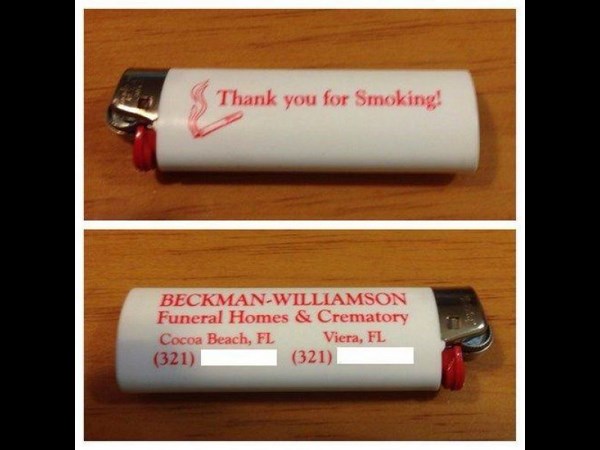 Thank you for Smoking!
BECKMAN-WILLIAMSON
Funeral Homes & Crematory
Cocoa Beach, FL Viera, FL
(321) (321)